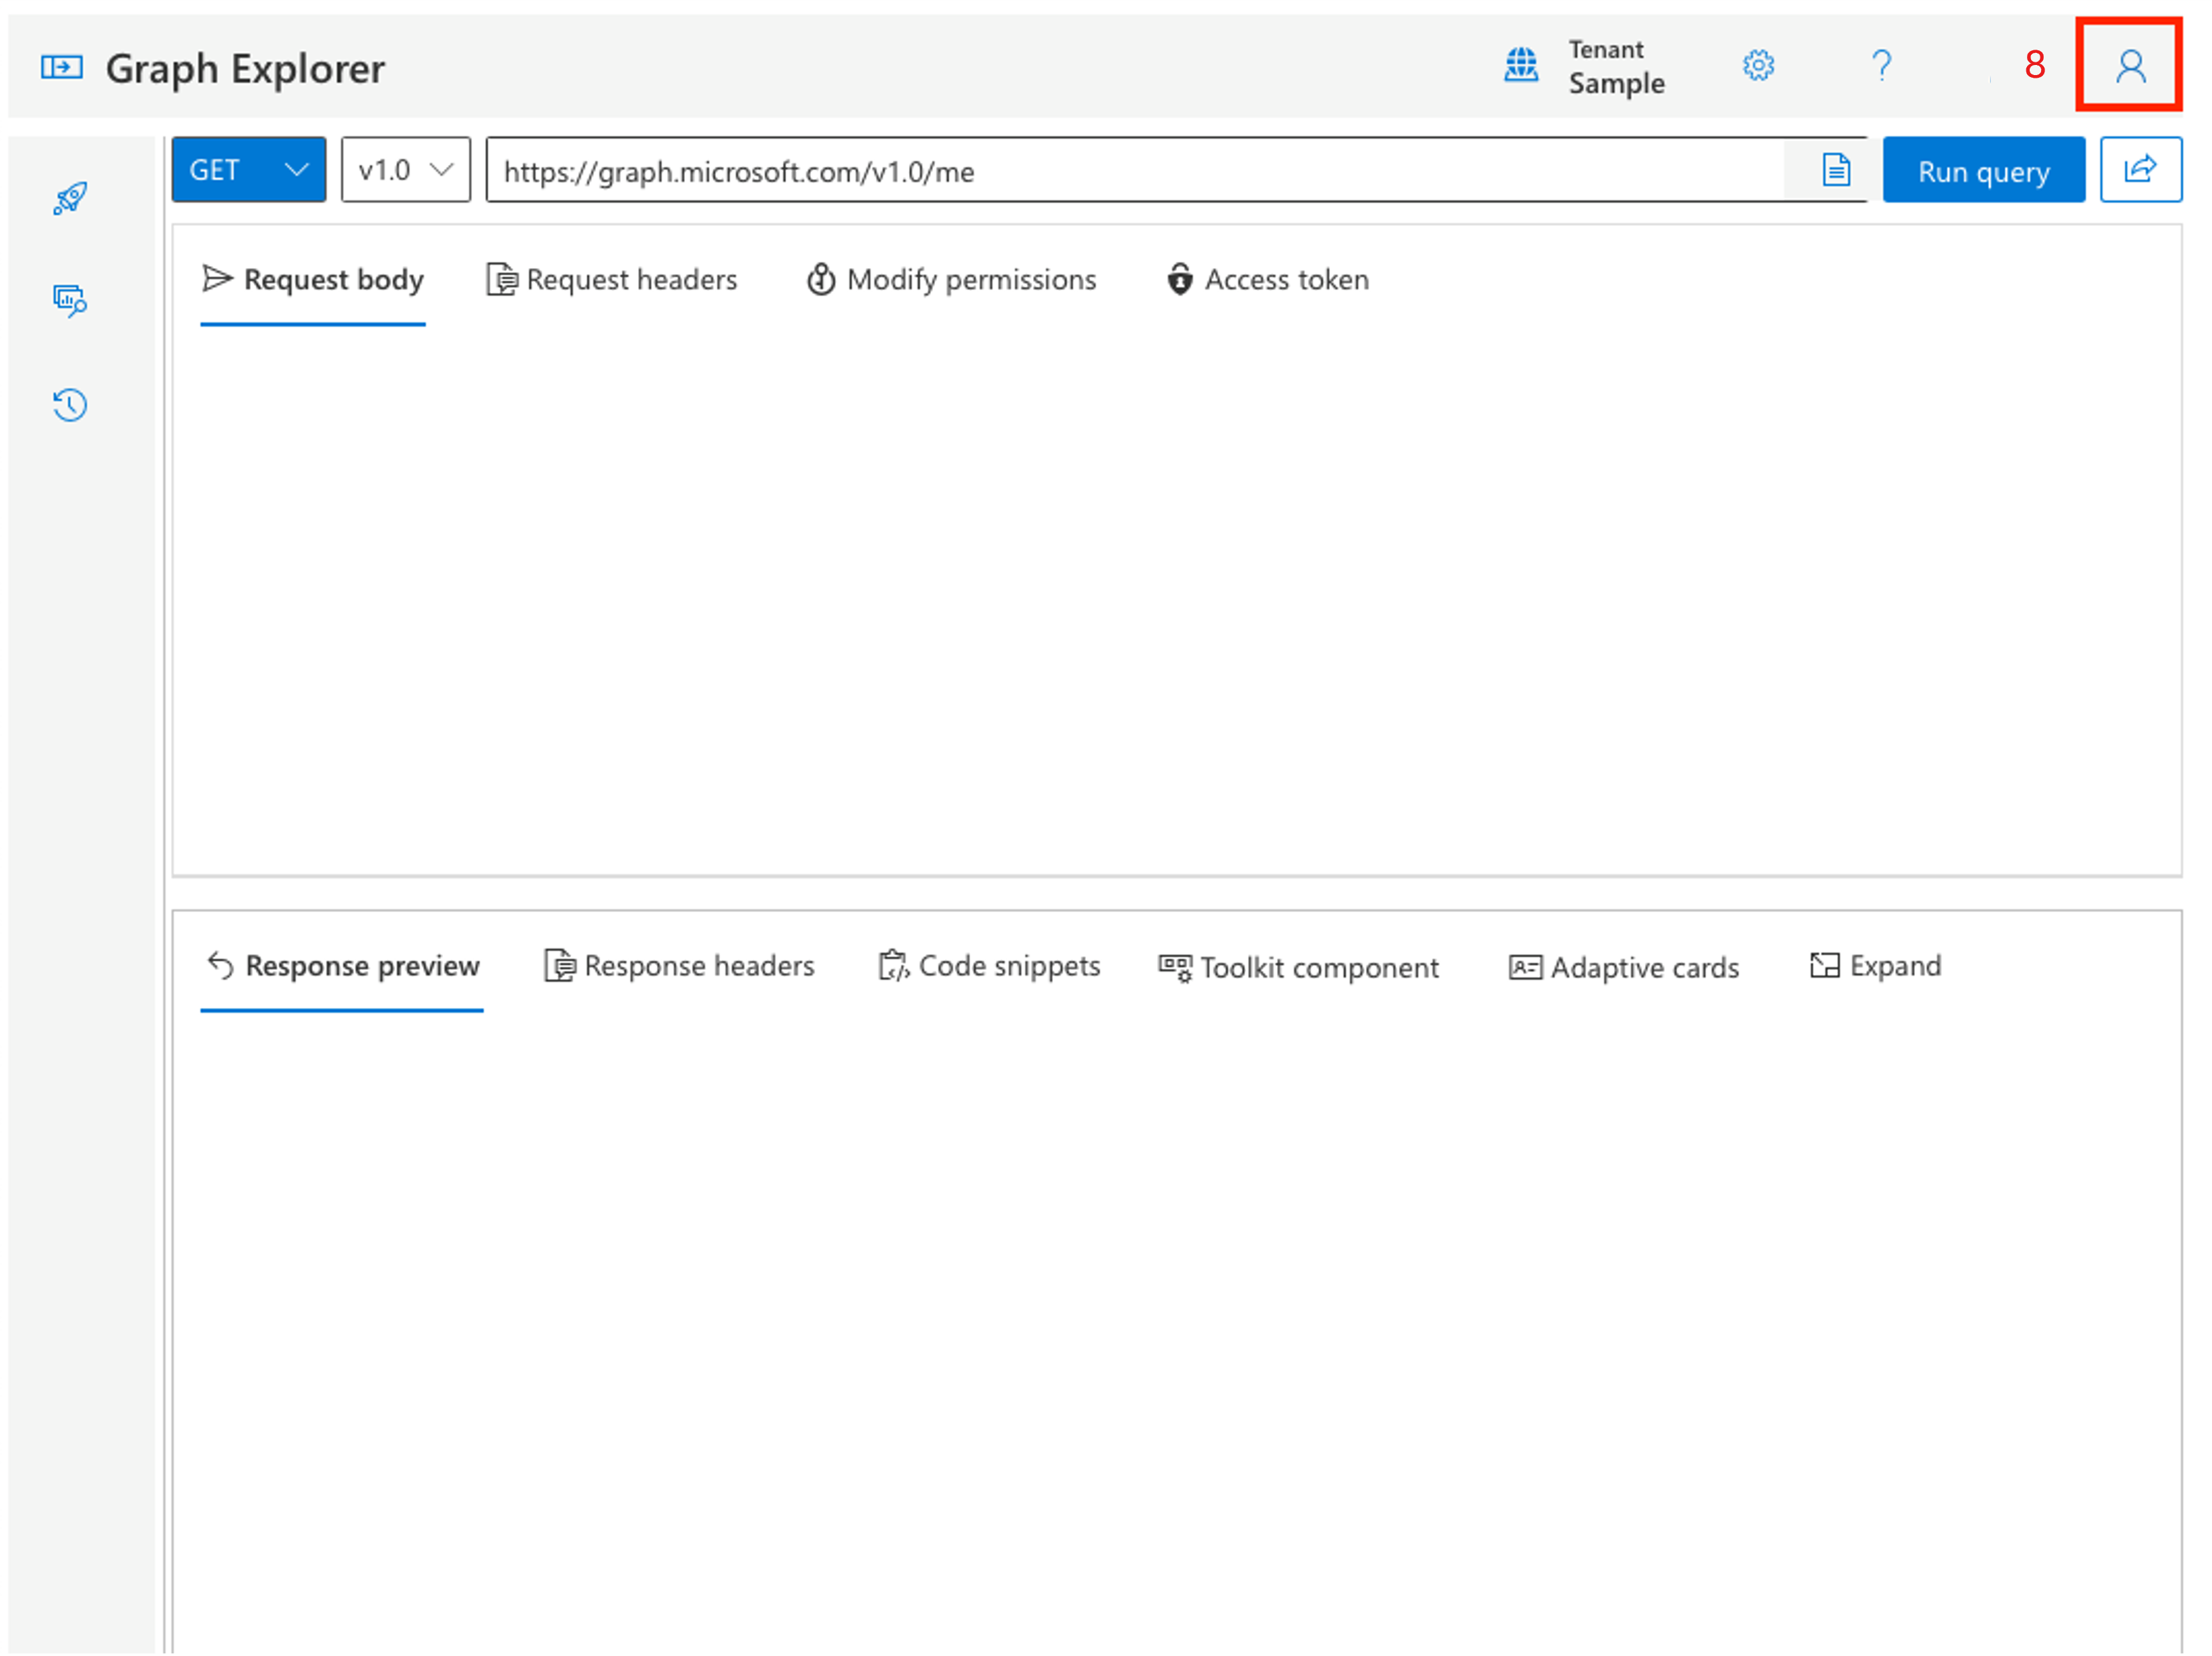 Graph Explorer
Tenant
Sample
?
8
GET
v1.0
https://graph.microsoft.com/v1.0/me
Run query
Request body
Request headers
Modify permissions
Access token
Response preview
Response headers
Code snippets
Toolkit component
Adaptive cards
Expand